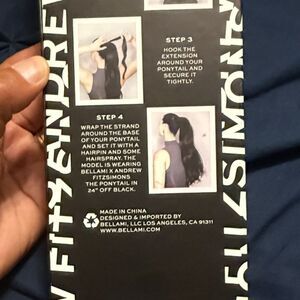 STEP 3
HOOK THE
EXTENSION
AROUND YOUR
PONYTAIL AND
SECURE IT
TIGHTLY.
STEP 4
WRAP THE STRAND
AROUND THE BASE
OF YOUR PONYTAIL
AND SET IT WITH A
HAIRPIN AND SOME
HAIRSPRAY. THE
MODEL IS WEARING
BELLAMI X ANDREW
FITZSIMONS
THE PONYTAIL IN
24" OFF BLACK.
MADE IN CHINA
DESIGNED & IMPORTED BY
BELLAMI, LLC LOS ANGELES, CA 91311
WWW.BELLAMI.COM